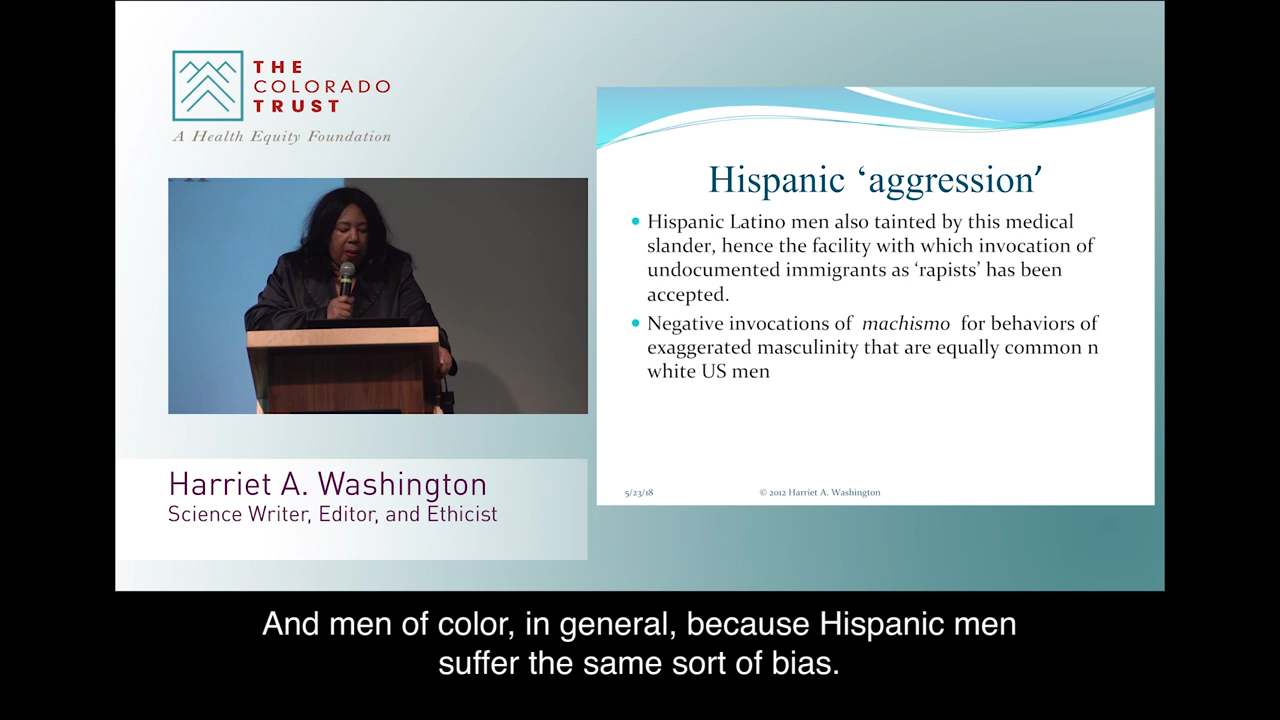 THE
COLORADO
TRUST
A Health Equity Foundation
Hispanic ‘aggression’
• Hispanic Latino men also tainted by this medical
slander, hence the facility with which invocation of
undocumented immigrants as ‘rapists’ has been
accepted.
• Negative invocations of machismo for behaviors of
exaggerated masculinity that are equally common n
white US men
5/23/18
© 2012 Harriet A. Washington
Harriet A. Washington
Science Writer, Editor, and Ethicist
And men of color, in general, because Hispanic men
suffer the same sort of bias.